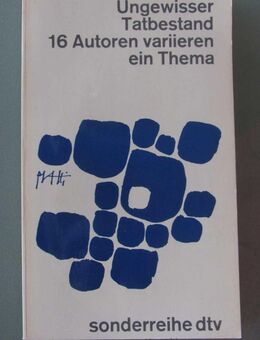 Ungewisser
Tatbestand
16 Autoren variieren
ein Thema
sonderreihe dtv